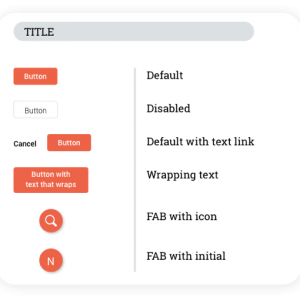 TITLE
Button
Default
Button
Disabled
Cancel
Button
Default with text link
Button with
text that wraps
Wrapping text
FAB with icon
N
FAB with initial